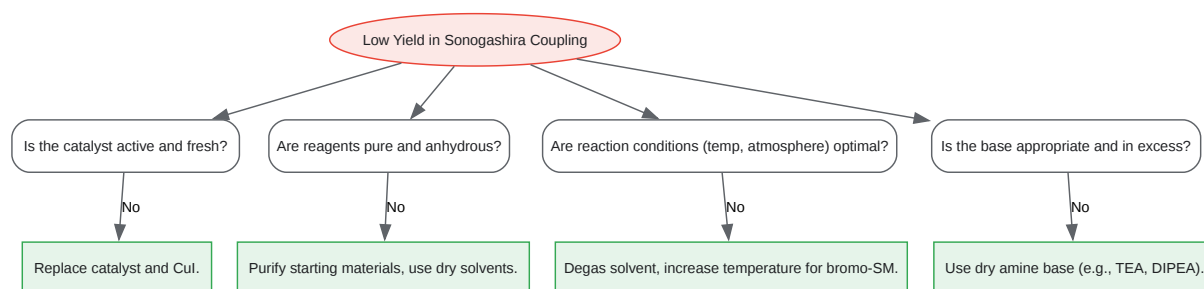 Low Yield in Sonogashira Coupling
Is the catalyst active and fresh?
Are reagents pure and anhydrous?
Are reaction conditions (temp, atmosphere) optimal?
Is the base appropriate and in excess?
No
No
No
No
Replace catalyst and CuI.
Purify starting materials, use dry solvents.
Degas solvent, increase temperature for bromo-SM.
Use dry amine base (e.g., TEA, DIPEA).